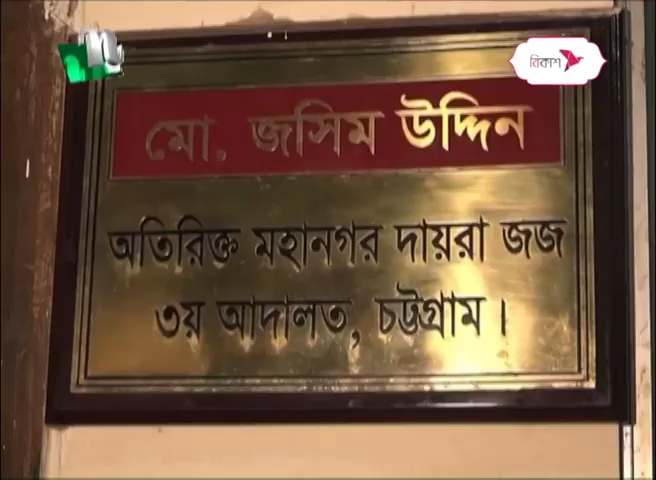 বিকাশ
মো. জসিম উদ্দিন
অতিরিক্ত মহানগর দায়রা জজ
৩য় আদালত, চট্টগ্রাম।